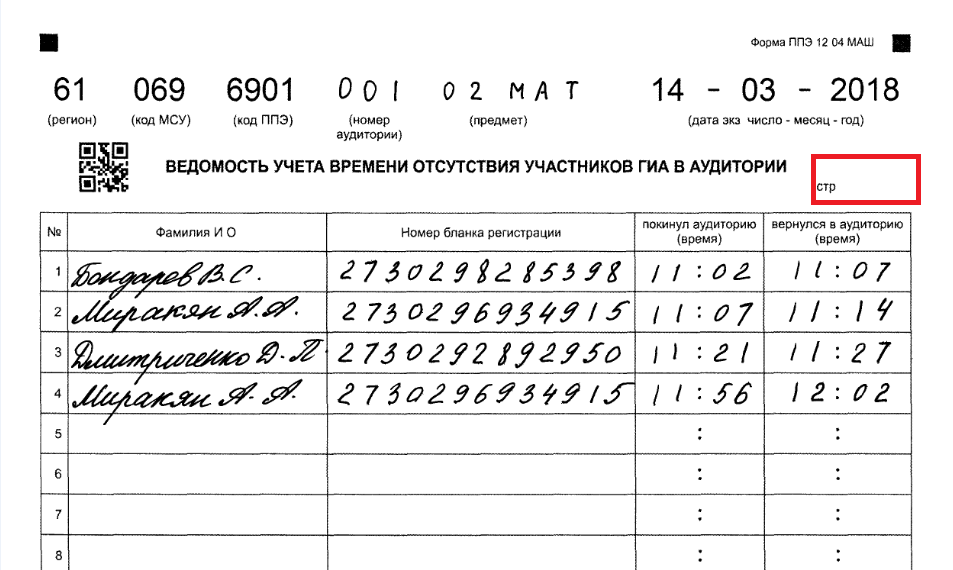 Форма ППЭ 12 04 МАШ
61 069 6901 001 02 МАТ 14 - 03 - 2018
(регион) (код МСУ) (код ППЭ) (номер аудитории) (предмет) (дата экз число - месяц - год)
ВЕДОМОСТЬ УЧЕТА ВРЕМЕНИ ОТСУТСТВИЯ УЧАСТНИКОВ ГИА В АУДИТОРИИ
стр
№ Фамилия И О Номер бланка регистрации покинул аудиторию (время) вернулся в аудиторию (время)
1 Бондарев В.С. 2730298285398 11:02 11:07
2 Миракян А.А. 2730296934915 11:07 11:14
3 Дмитриченко Д.П 2730292892950 11:21 11:27
4 Миракян А.А. 2730296934915 11:56 12:02
5 : :
6 : :
7 : :
8 : :